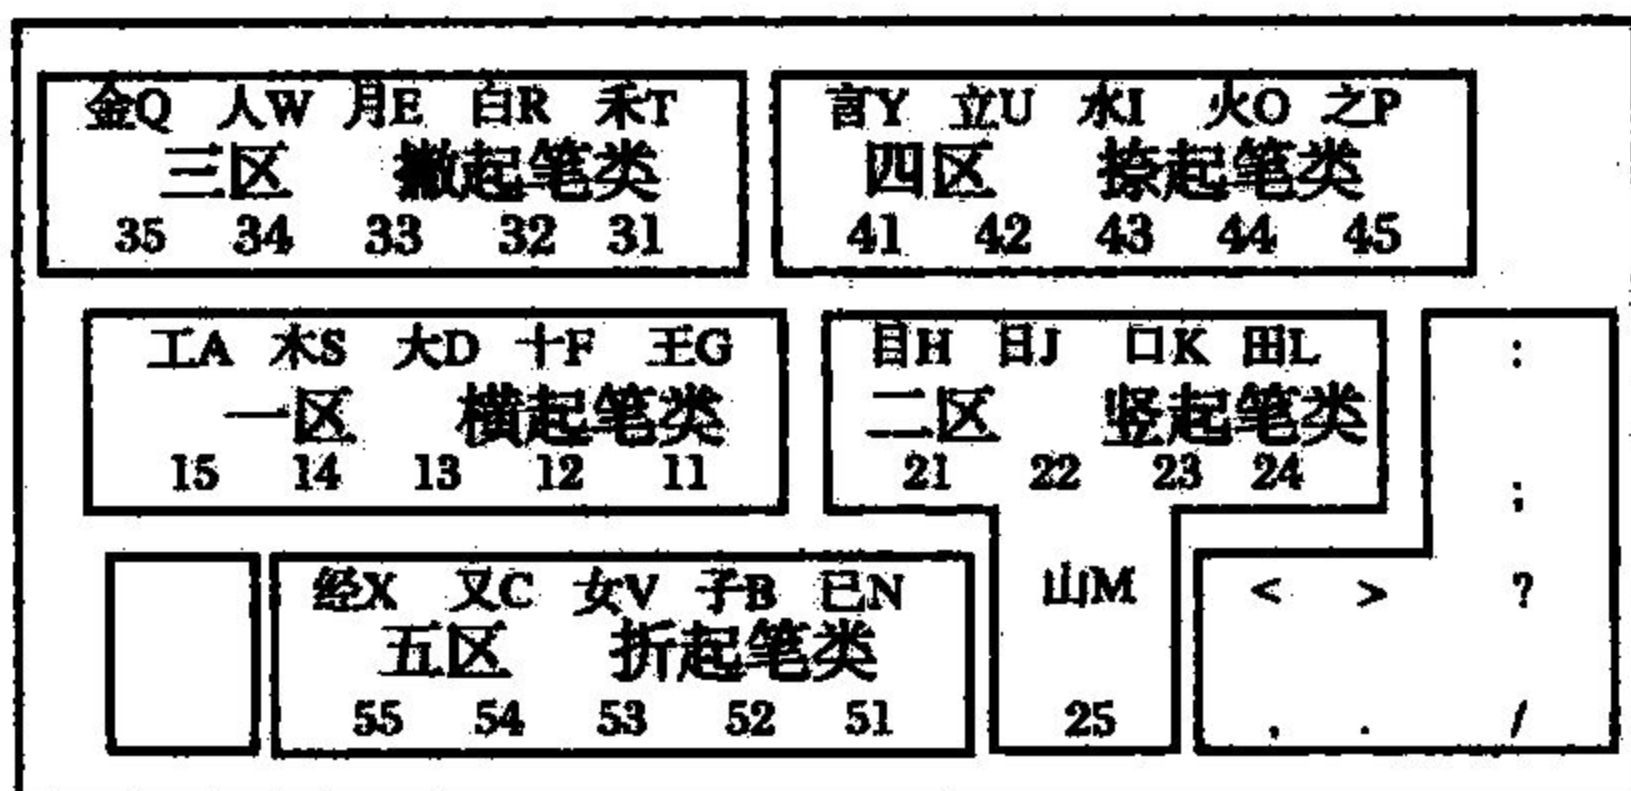 金Q 人W 月E 白R 禾T 言Y 立U 水I 火O 之P
三区 撇起笔类 四区 捺起笔类
35 34 33 32 31 41 42 43 44 45
工A 木S 大D 十F 王G 目H 日J 口K 田L :
一区 横起笔类 二区 竖起笔类
15 14 13 12 11 21 22 23 24 ;
经X 又C 女V 子B 已N 山M < > ?
五区 折起笔类
55 54 53 52 51 25 , . /